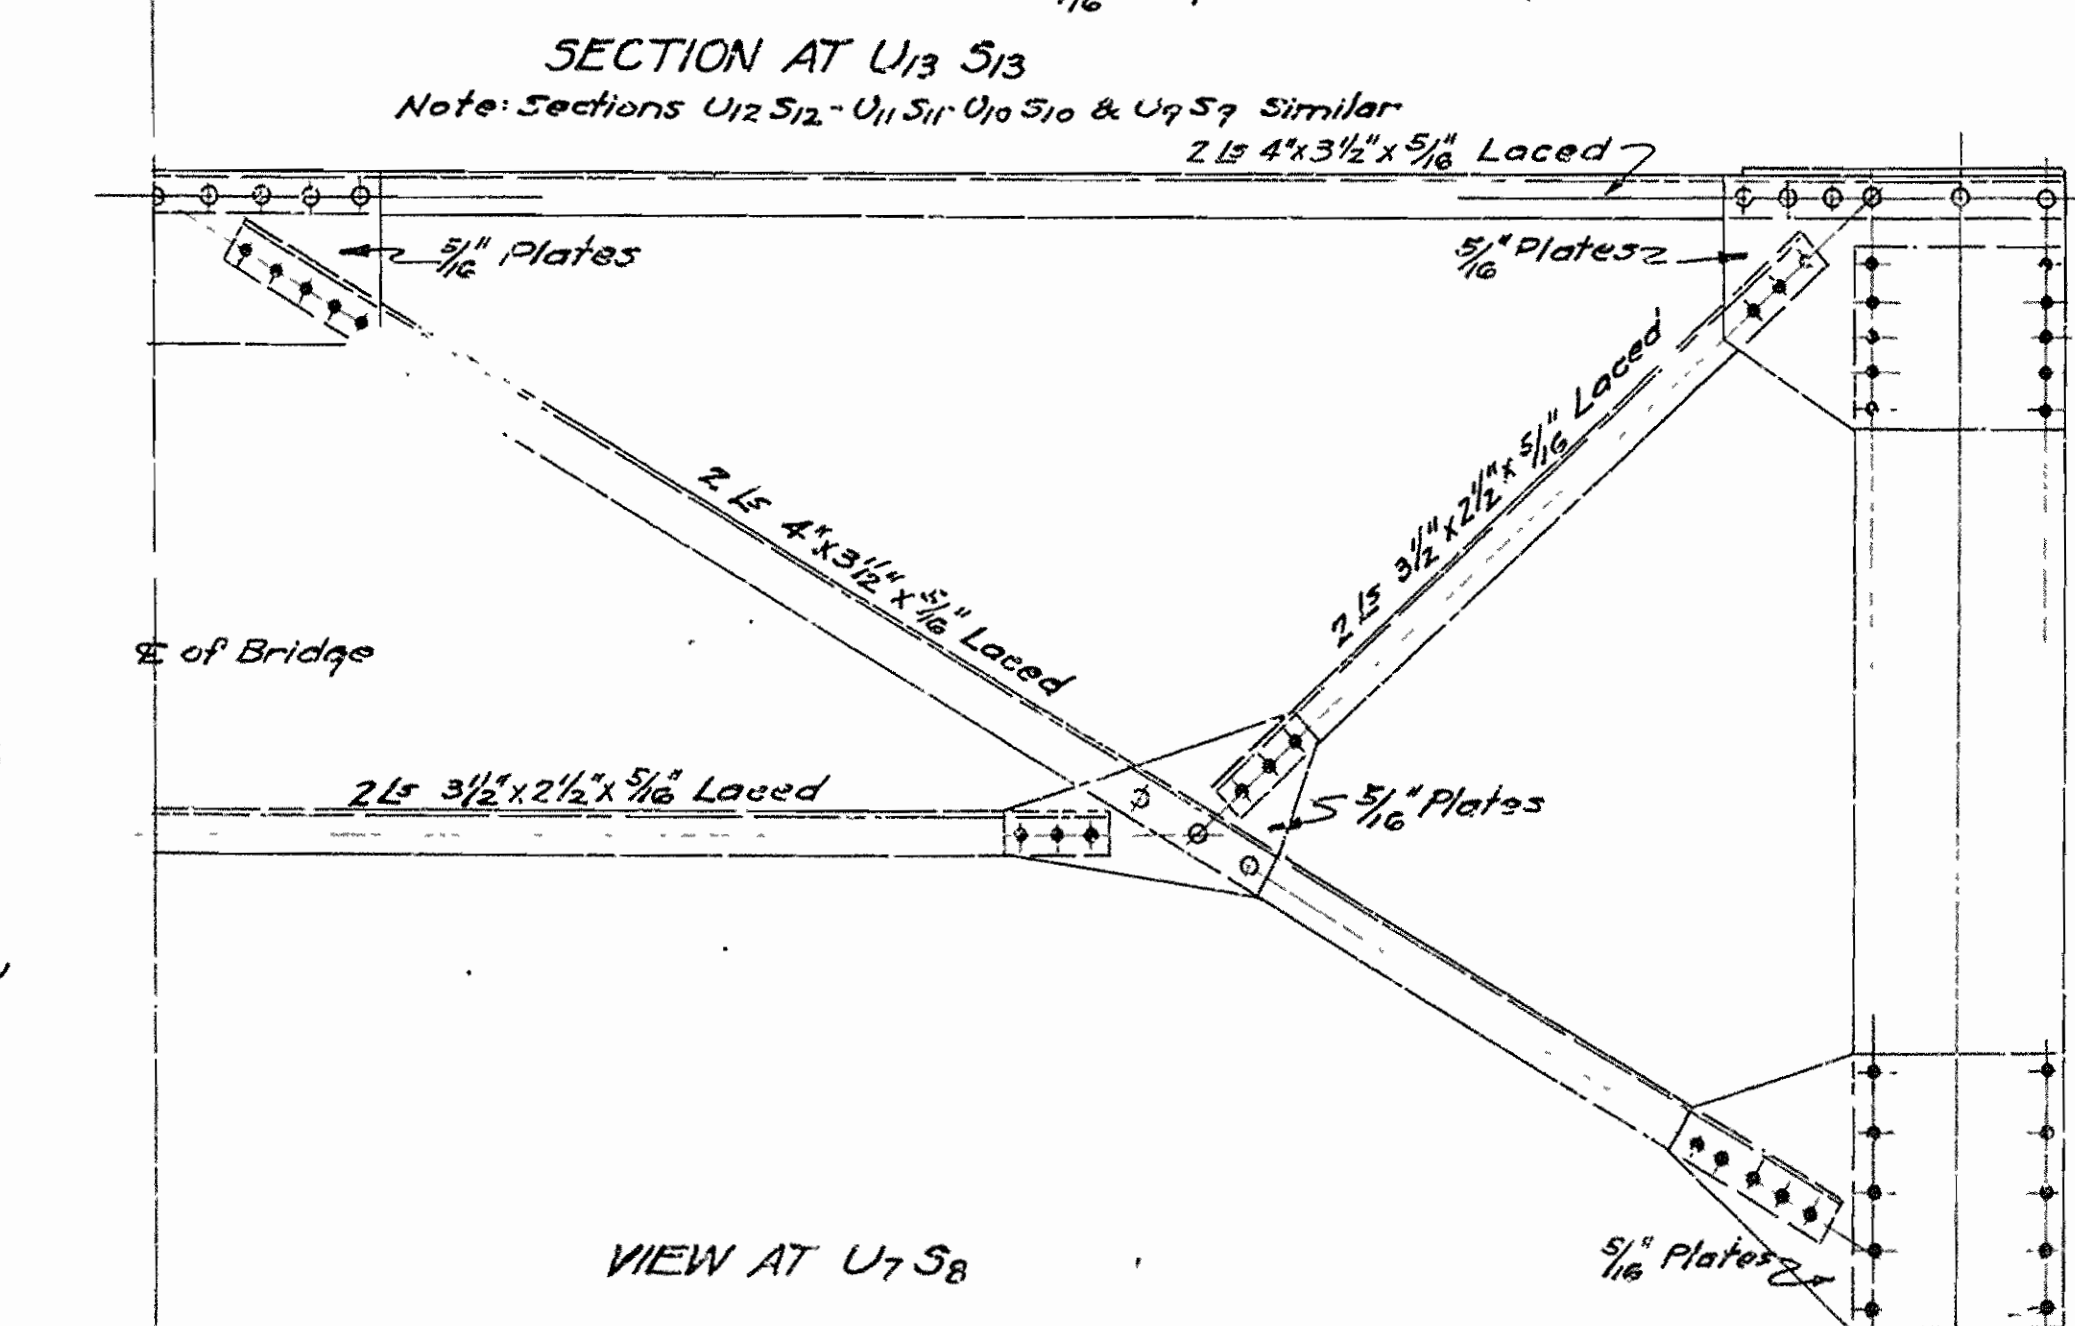 SECTION AT U13 S13
Note: Sections U12 S12 - U11 S11 - U10 S10 & U9 S9 Similar
2 Ls 4"x3½"x5/16" Laced
5/16" Plates
5/16" Plates
2 Ls 4"x3½"x5/16" Laced
2 Ls 3½"x2½"x5/16" Laced
℄ of Bridge
2 Ls 3½"x2½"x5/16" Laced
5/16" Plates
VIEW AT U7 S8
5/16" Plates